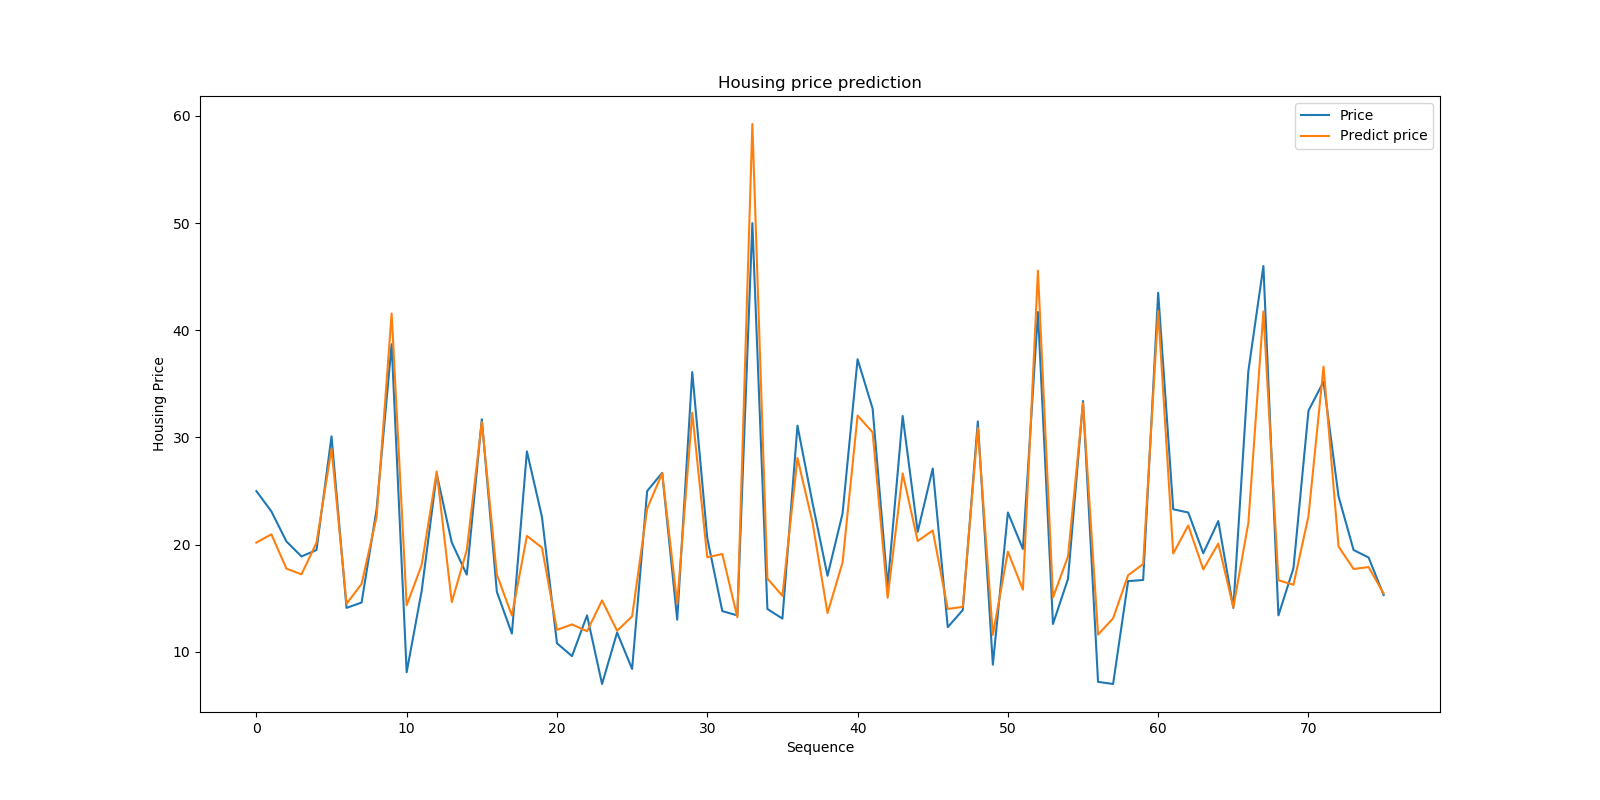 Housing price prediction
Price
Predict price
60
50
40
30
20
10
Housing Price
0 10 20 30 40 50 60 70
Sequence